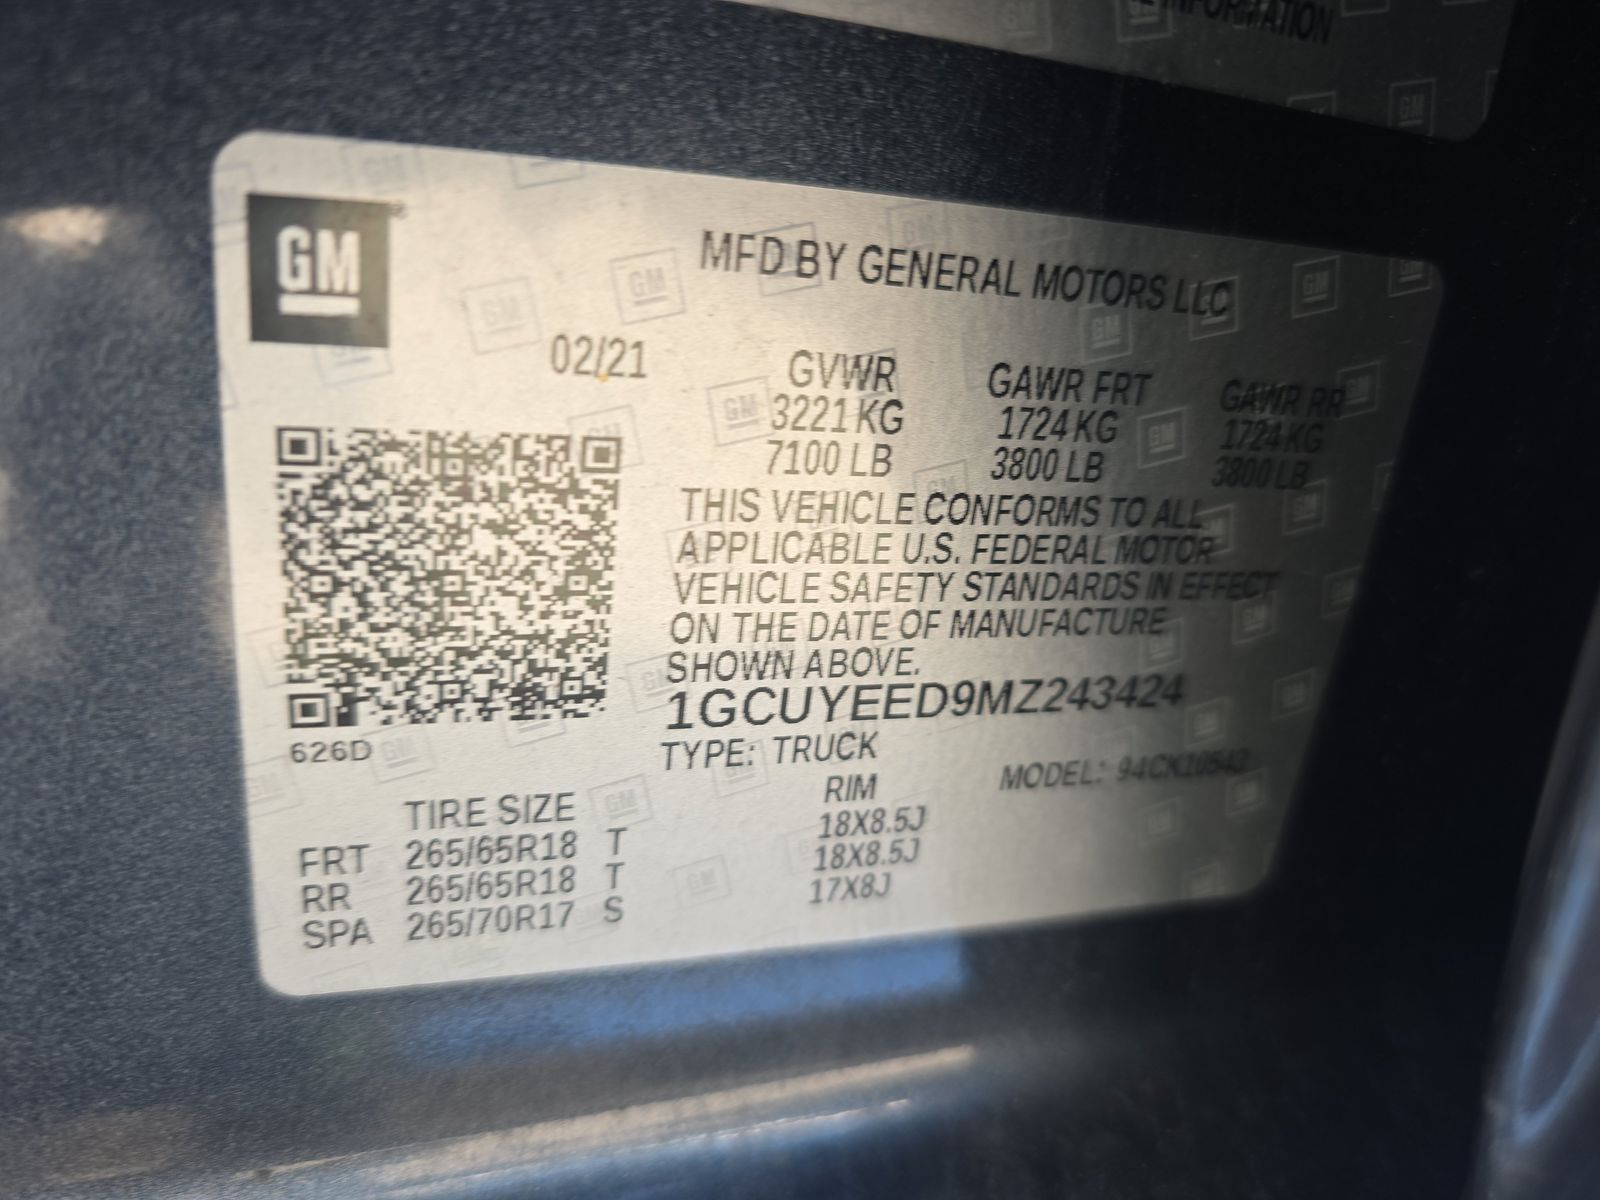 INFORMATION
GM
MFD BY GENERAL MOTORS LLC
02/21
GVWR GAWR FRT GAWR RR
3221 KG 1724 KG 1724 KG
7100 LB 3800 LB 3800 LB
THIS VEHICLE CONFORMS TO ALL
APPLICABLE U.S. FEDERAL MOTOR
VEHICLE SAFETY STANDARDS IN EFFECT
ON THE DATE OF MANUFACTURE
SHOWN ABOVE.
1GCUYEED9MZ243424
626D
TYPE: TRUCK
MODEL: 94CK10543
TIRE SIZE RIM
FRT 265/65R18 T 18X8.5J
RR 265/65R18 T 18X8.5J
SPA 265/70R17 S 17X8J